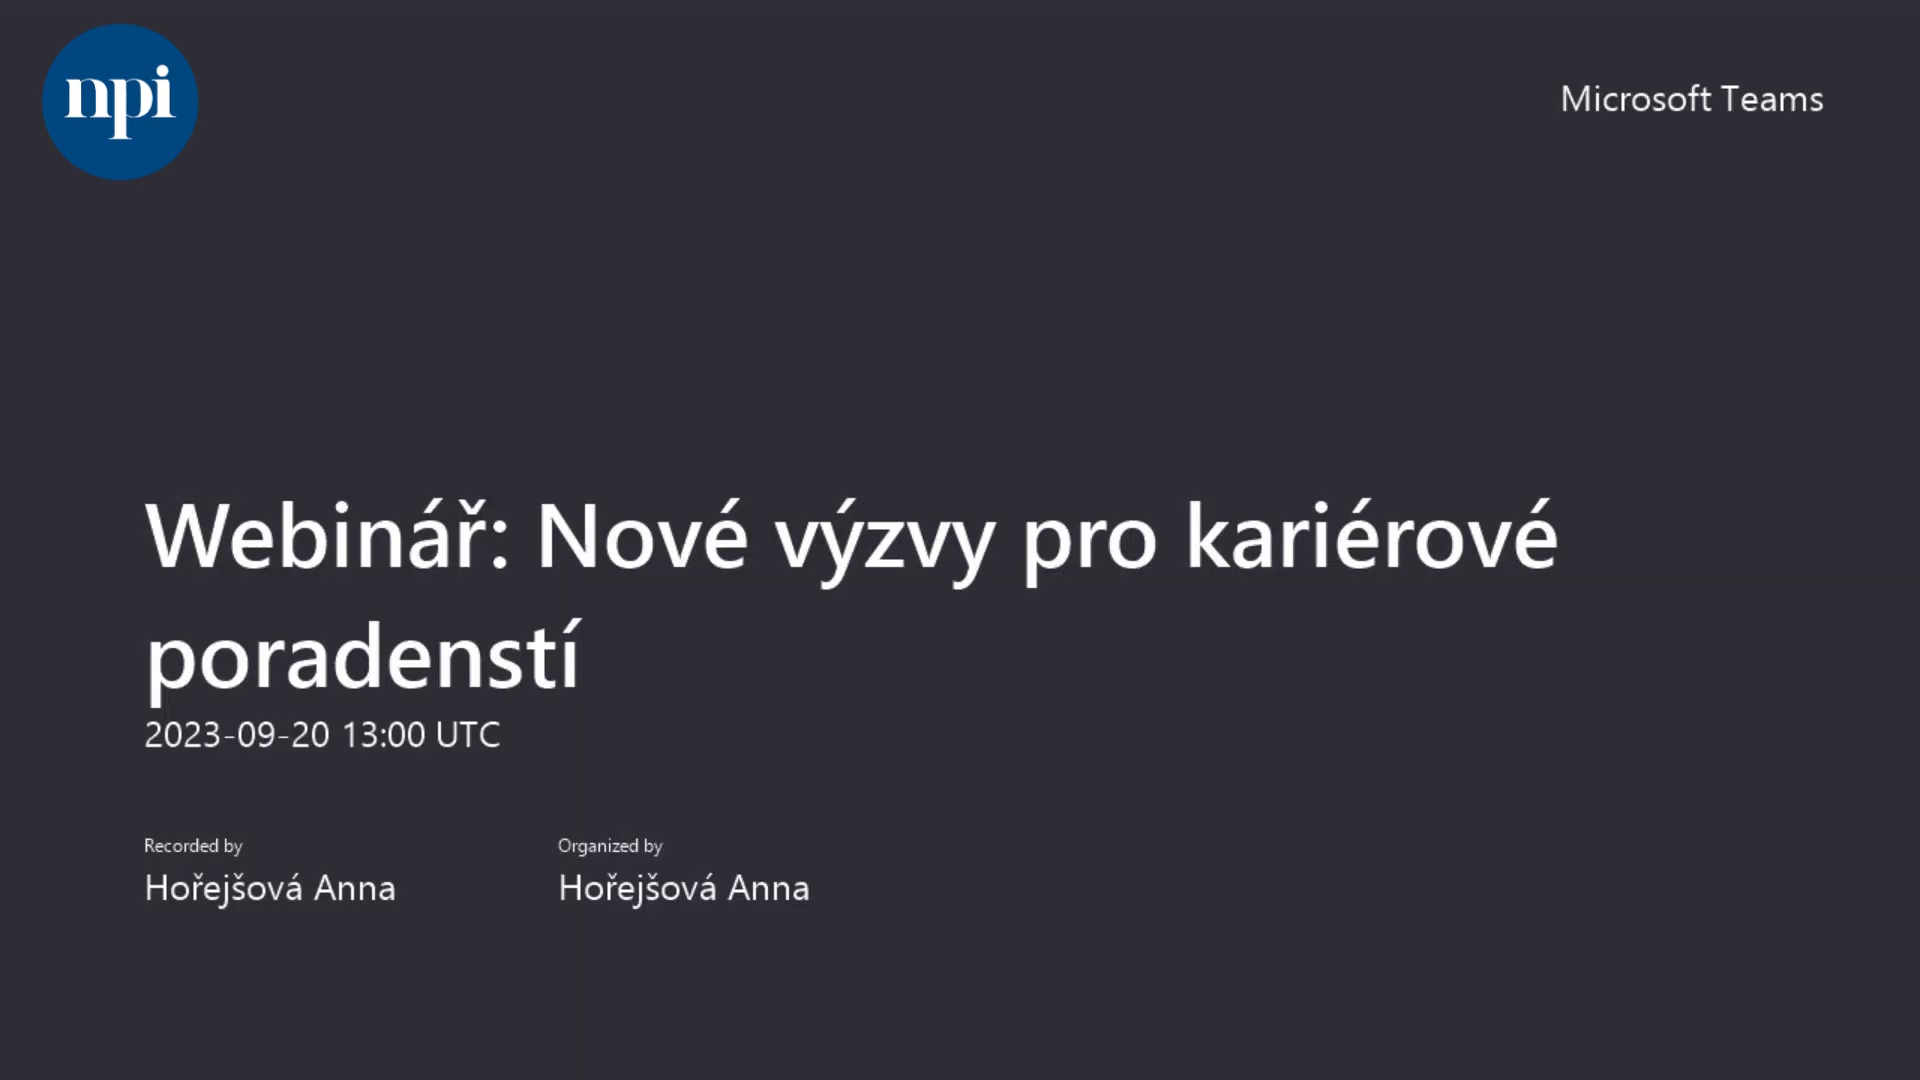 npi
Microsoft Teams
Webinář: Nové výzvy pro kariérové
poradenstí
2023-09-20 13:00 UTC
Recorded by
Organized by
Hořejšová Anna
Hořejšová Anna